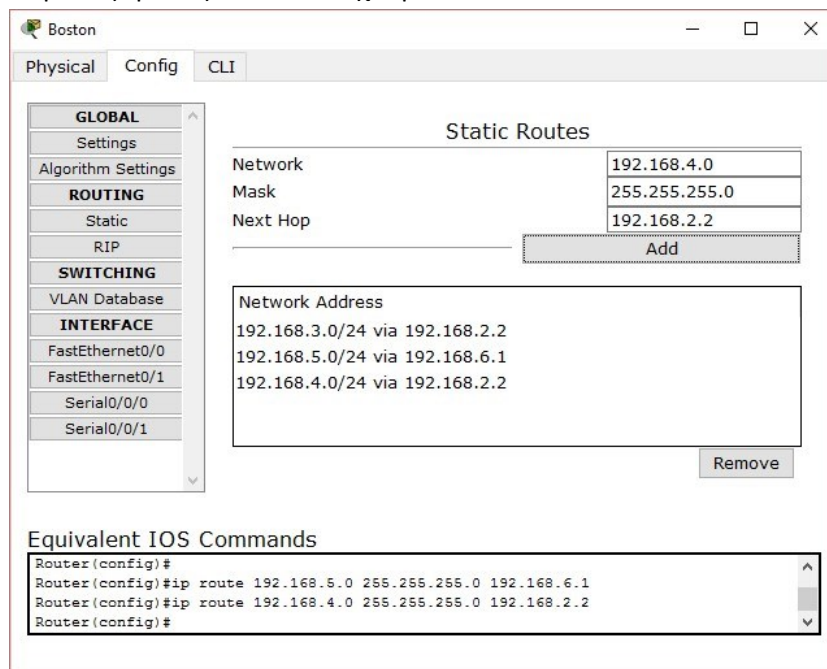 Boston
Physical Config CLI
GLOBAL
Settings
Algorithm Settings
ROUTING
Static
RIP
SWITCHING
VLAN Database
INTERFACE
FastEthernet0/0
FastEthernet0/1
Serial0/0/0
Serial0/0/1
Static Routes
Network 192.168.4.0
Mask 255.255.255.0
Next Hop 192.168.2.2
Add
Network Address
192.168.3.0/24 via 192.168.2.2
192.168.5.0/24 via 192.168.6.1
192.168.4.0/24 via 192.168.2.2
Remove
Equivalent IOS Commands
Router(config)#
Router(config)#ip route 192.168.5.0 255.255.255.0 192.168.6.1
Router(config)#ip route 192.168.4.0 255.255.255.0 192.168.2.2
Router(config)#